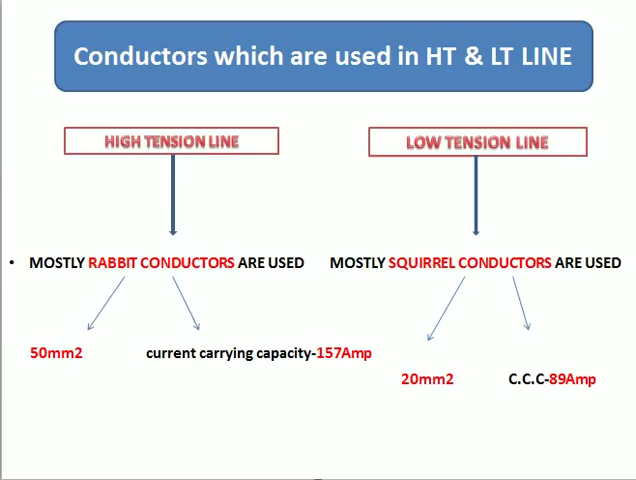 Conductors which are used in HT & LT LINE
HIGH TENSION LINE
LOW TENSION LINE
• MOSTLY RABBIT CONDUCTORS ARE USED
MOSTLY SQUIRREL CONDUCTORS ARE USED
50mm2
current carrying capacity-157Amp
20mm2
C.C.C-89Amp